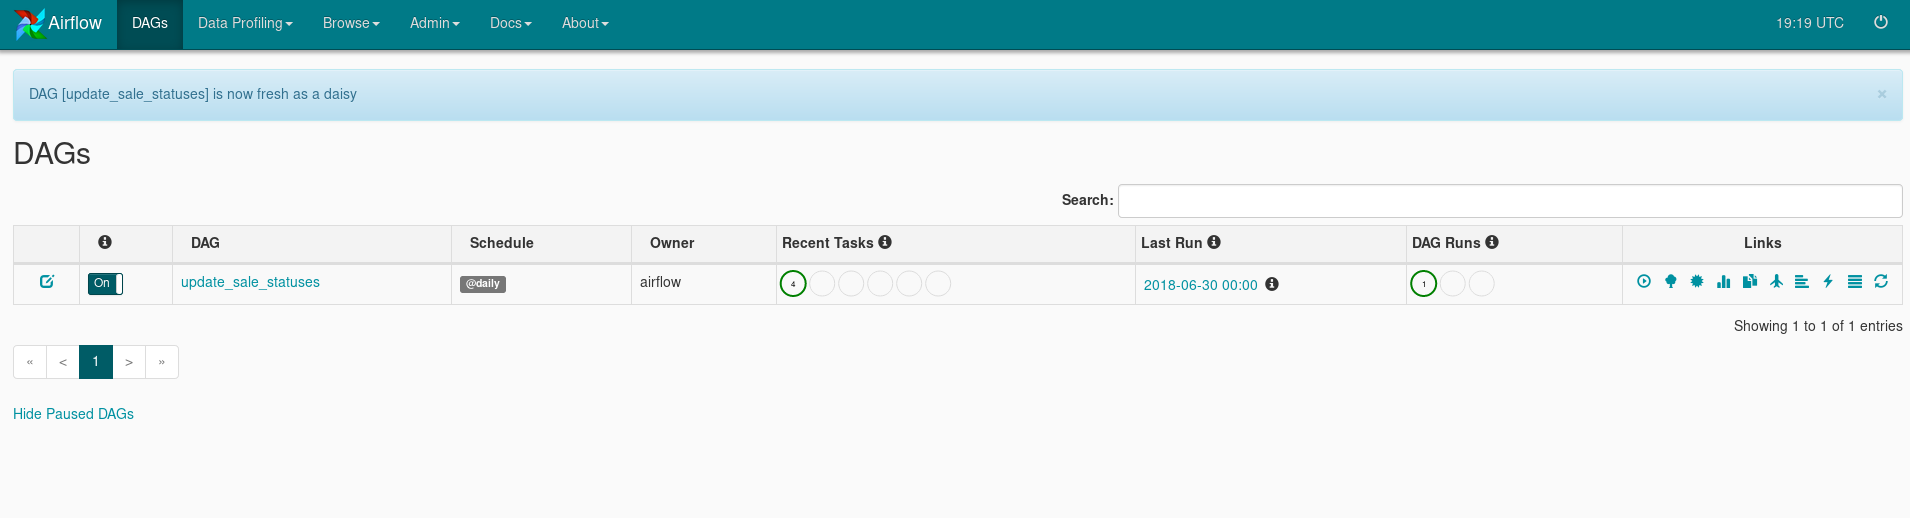 Airflow DAGs Data Profiling Browse Admin Docs About 19:19 UTC
DAG [update_sale_statuses] is now fresh as a daisy ×
DAGs
Search:
DAG Schedule Owner Recent Tasks DAG Runs Last Run Links
On update_sale_statuses @daily airflow 4 2018-06-30 00:00 1
Showing 1 to 1 of 1 entries
« < 1 > »
Hide Paused DAGs